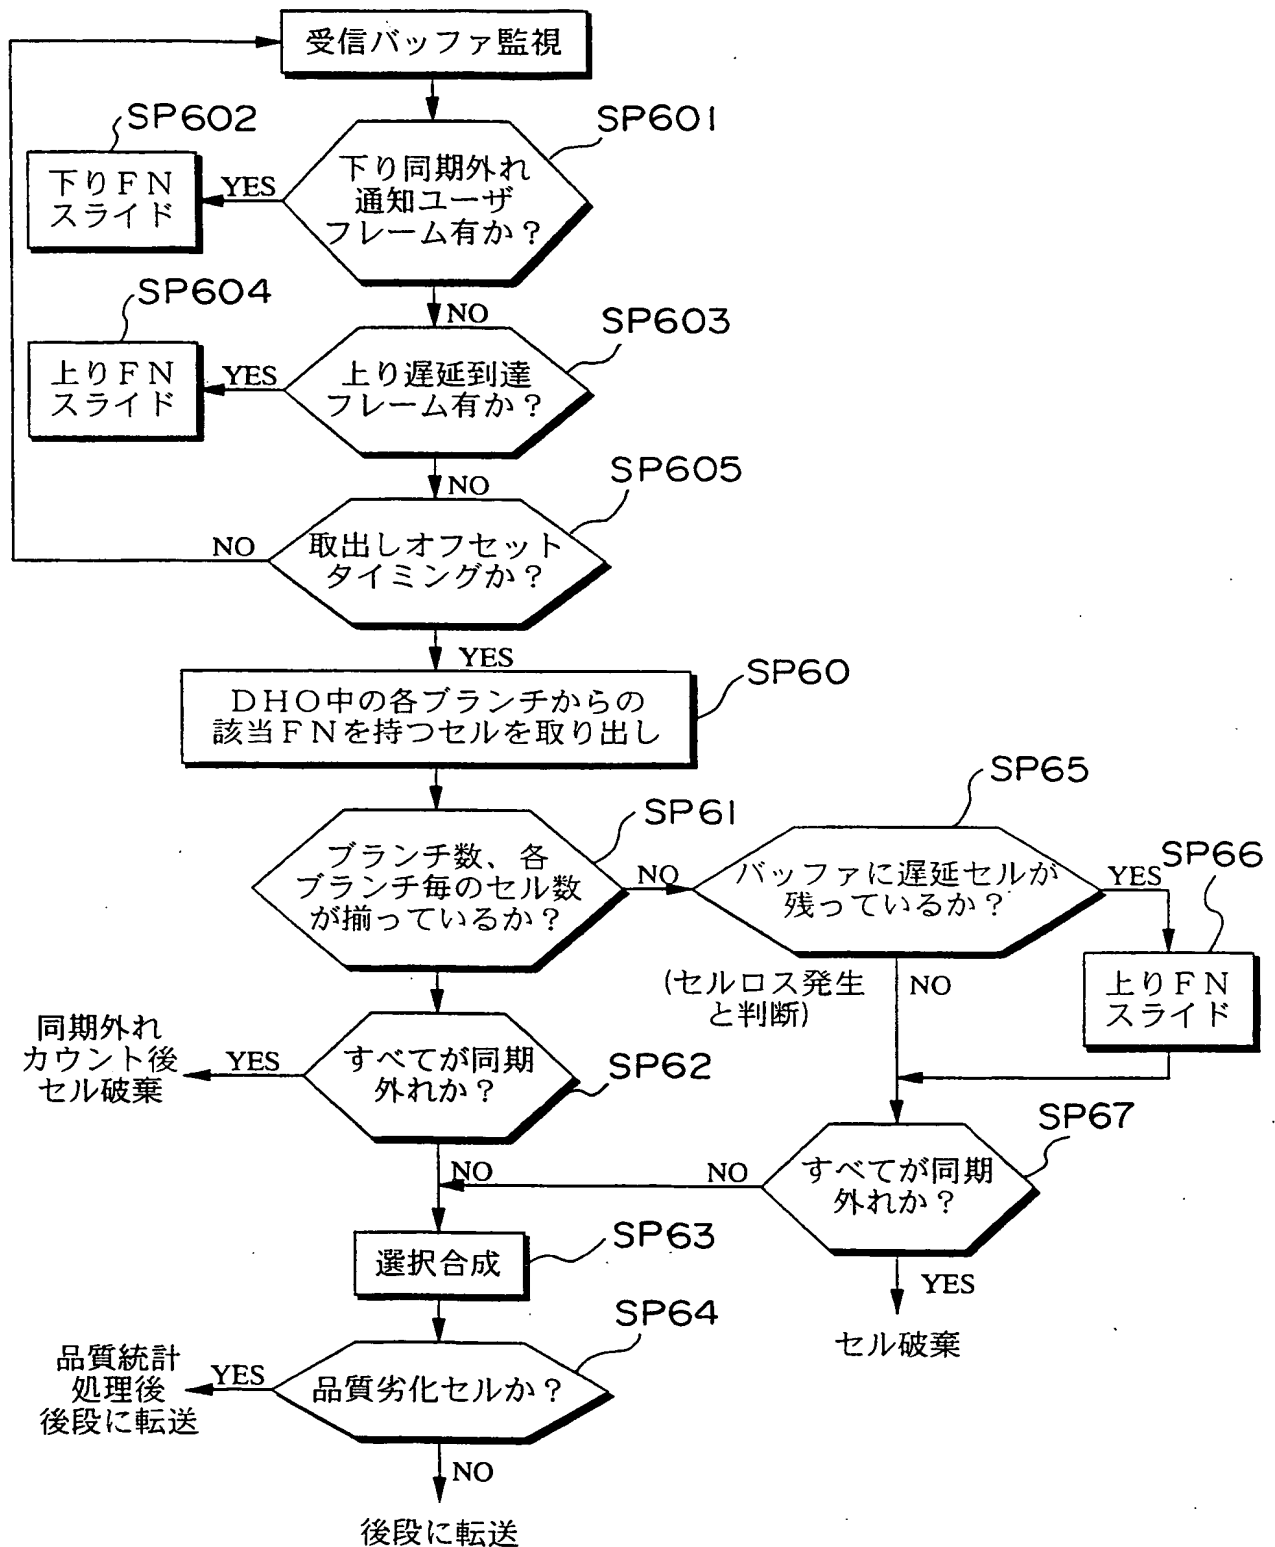 受信バッファ監視
SP602
SP601
下りFN
スライド
YES
下り同期外れ
通知ユーザ
フレーム有か？
SP604
NO
SP603
上りFN
スライド
YES
上り遅延到達
フレーム有か？
NO
SP605
NO
取出しオフセット
タイミングか？
YES
SP60
DHO中の各ブランチからの
該当FNを持つセルを取り出し
SP61
SP65
ブランチ数、各
ブランチ毎のセル数
が揃っているか？
NO
バッファに遅延セルが
残っているか？
YES
SP66
(セルロス発生
と判断)
NO
上りFN
スライド
同期外れ
カウント後
セル破棄
YES
すべてが同期
外れか？
SP62
SP67
NO
NO
すべてが同期
外れか？
選択合成
SP63
YES
セル破棄
SP64
品質統計
処理後
後段に転送
YES
品質劣化セルか？
NO
後段に転送